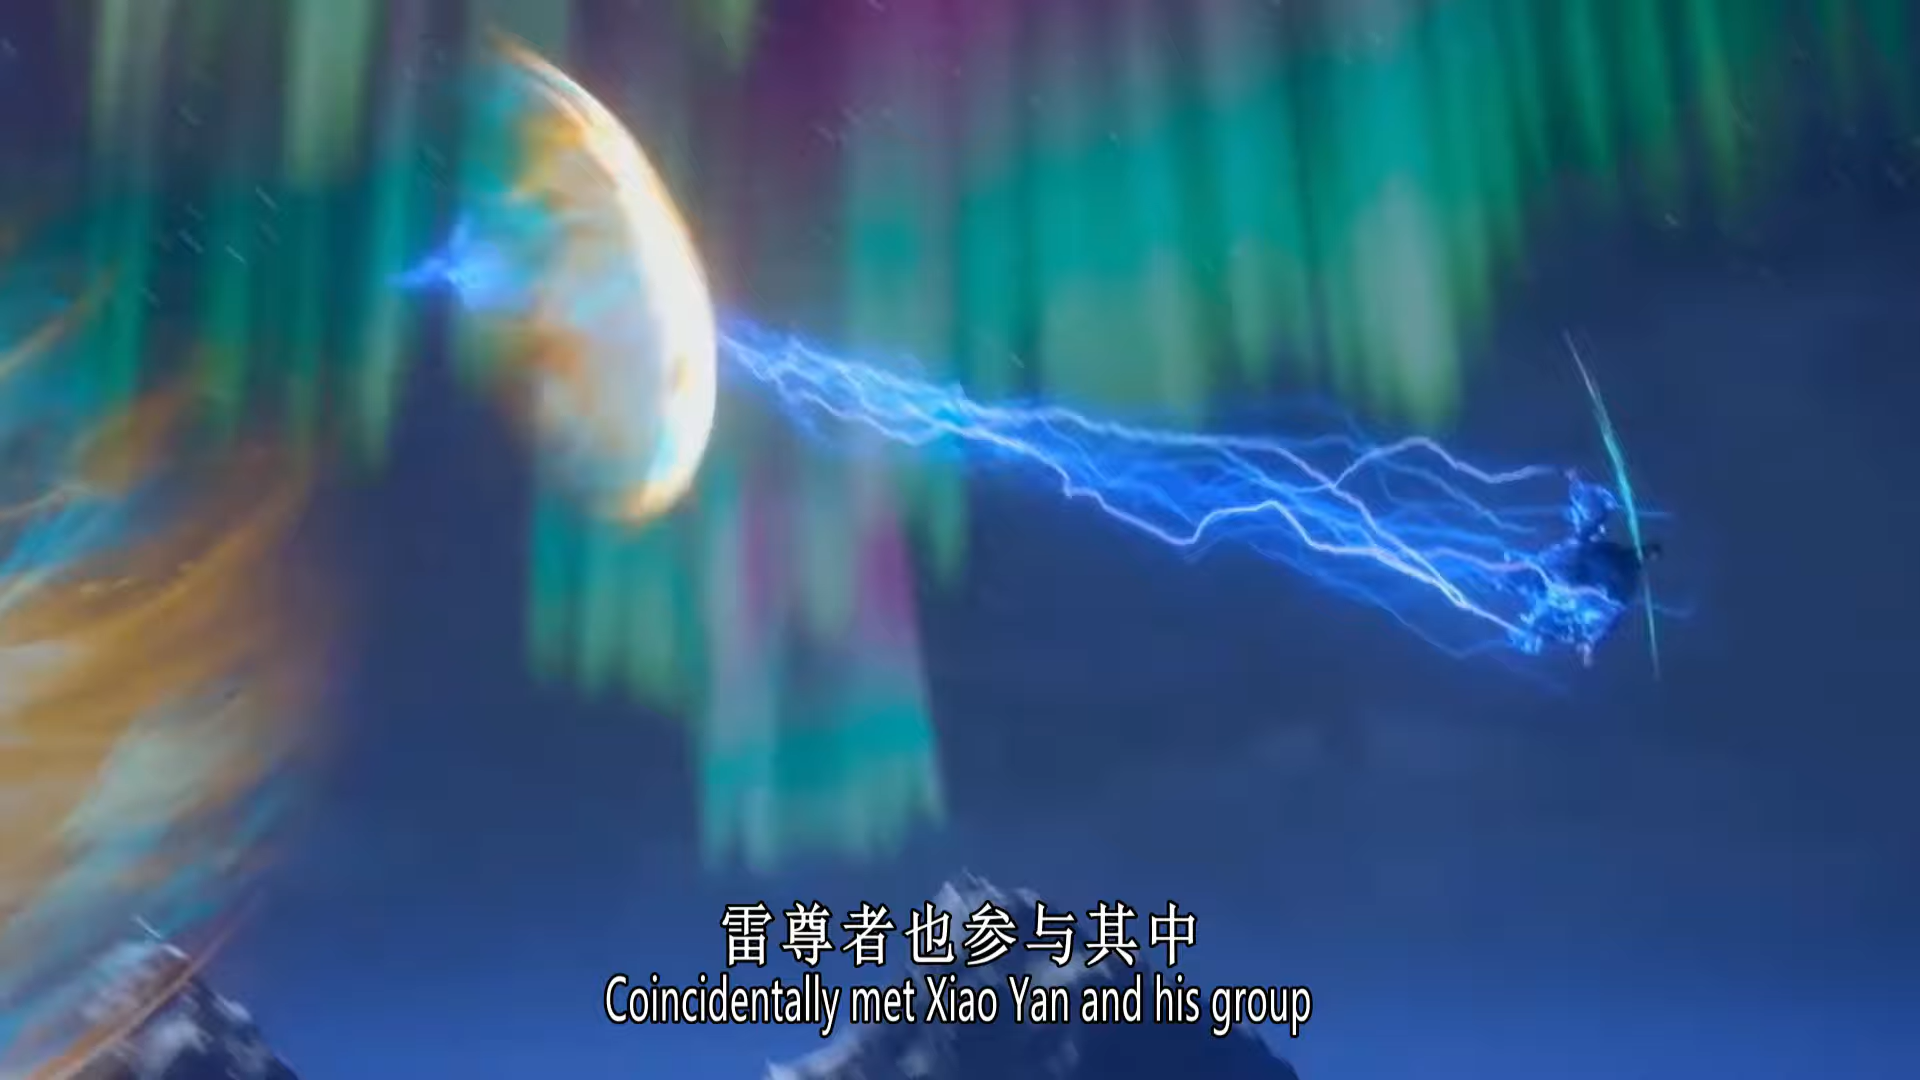 雷尊者也参与其中
Coincidentally met Xiao Yan and his group